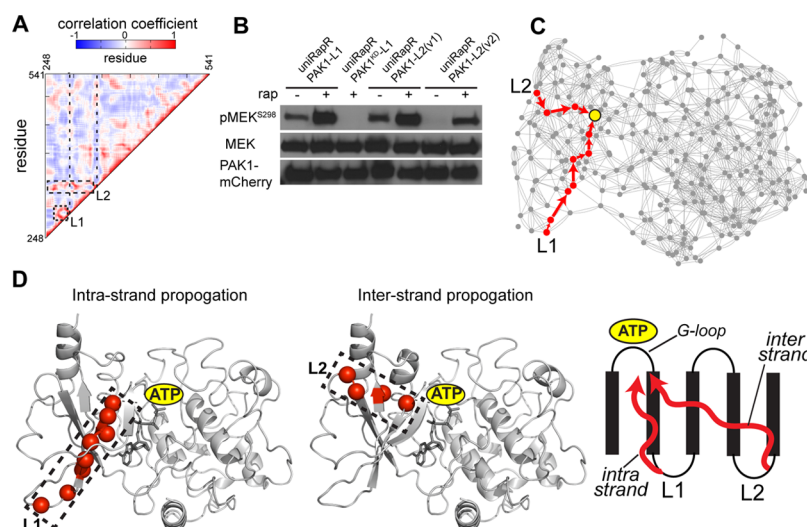 A
correlation coefficient
-1 0 1
residue
248
541
541
residue
L2
L1
248
B
uniRapR
PAK1-L1
uniRapR
PAK1KD-L1
uniRapR
PAK1-L2(v1)
uniRapR
PAK1-L2(v2)
rap - + + - + - +
pMEKS298
MEK
PAK1-
mCherry
C
L2
L1
D
Intra-strand propogation
L1
ATP
Inter-strand propogation
L2
ATP
ATP
G-loop
inter
strand
intra
strand
L1
L2